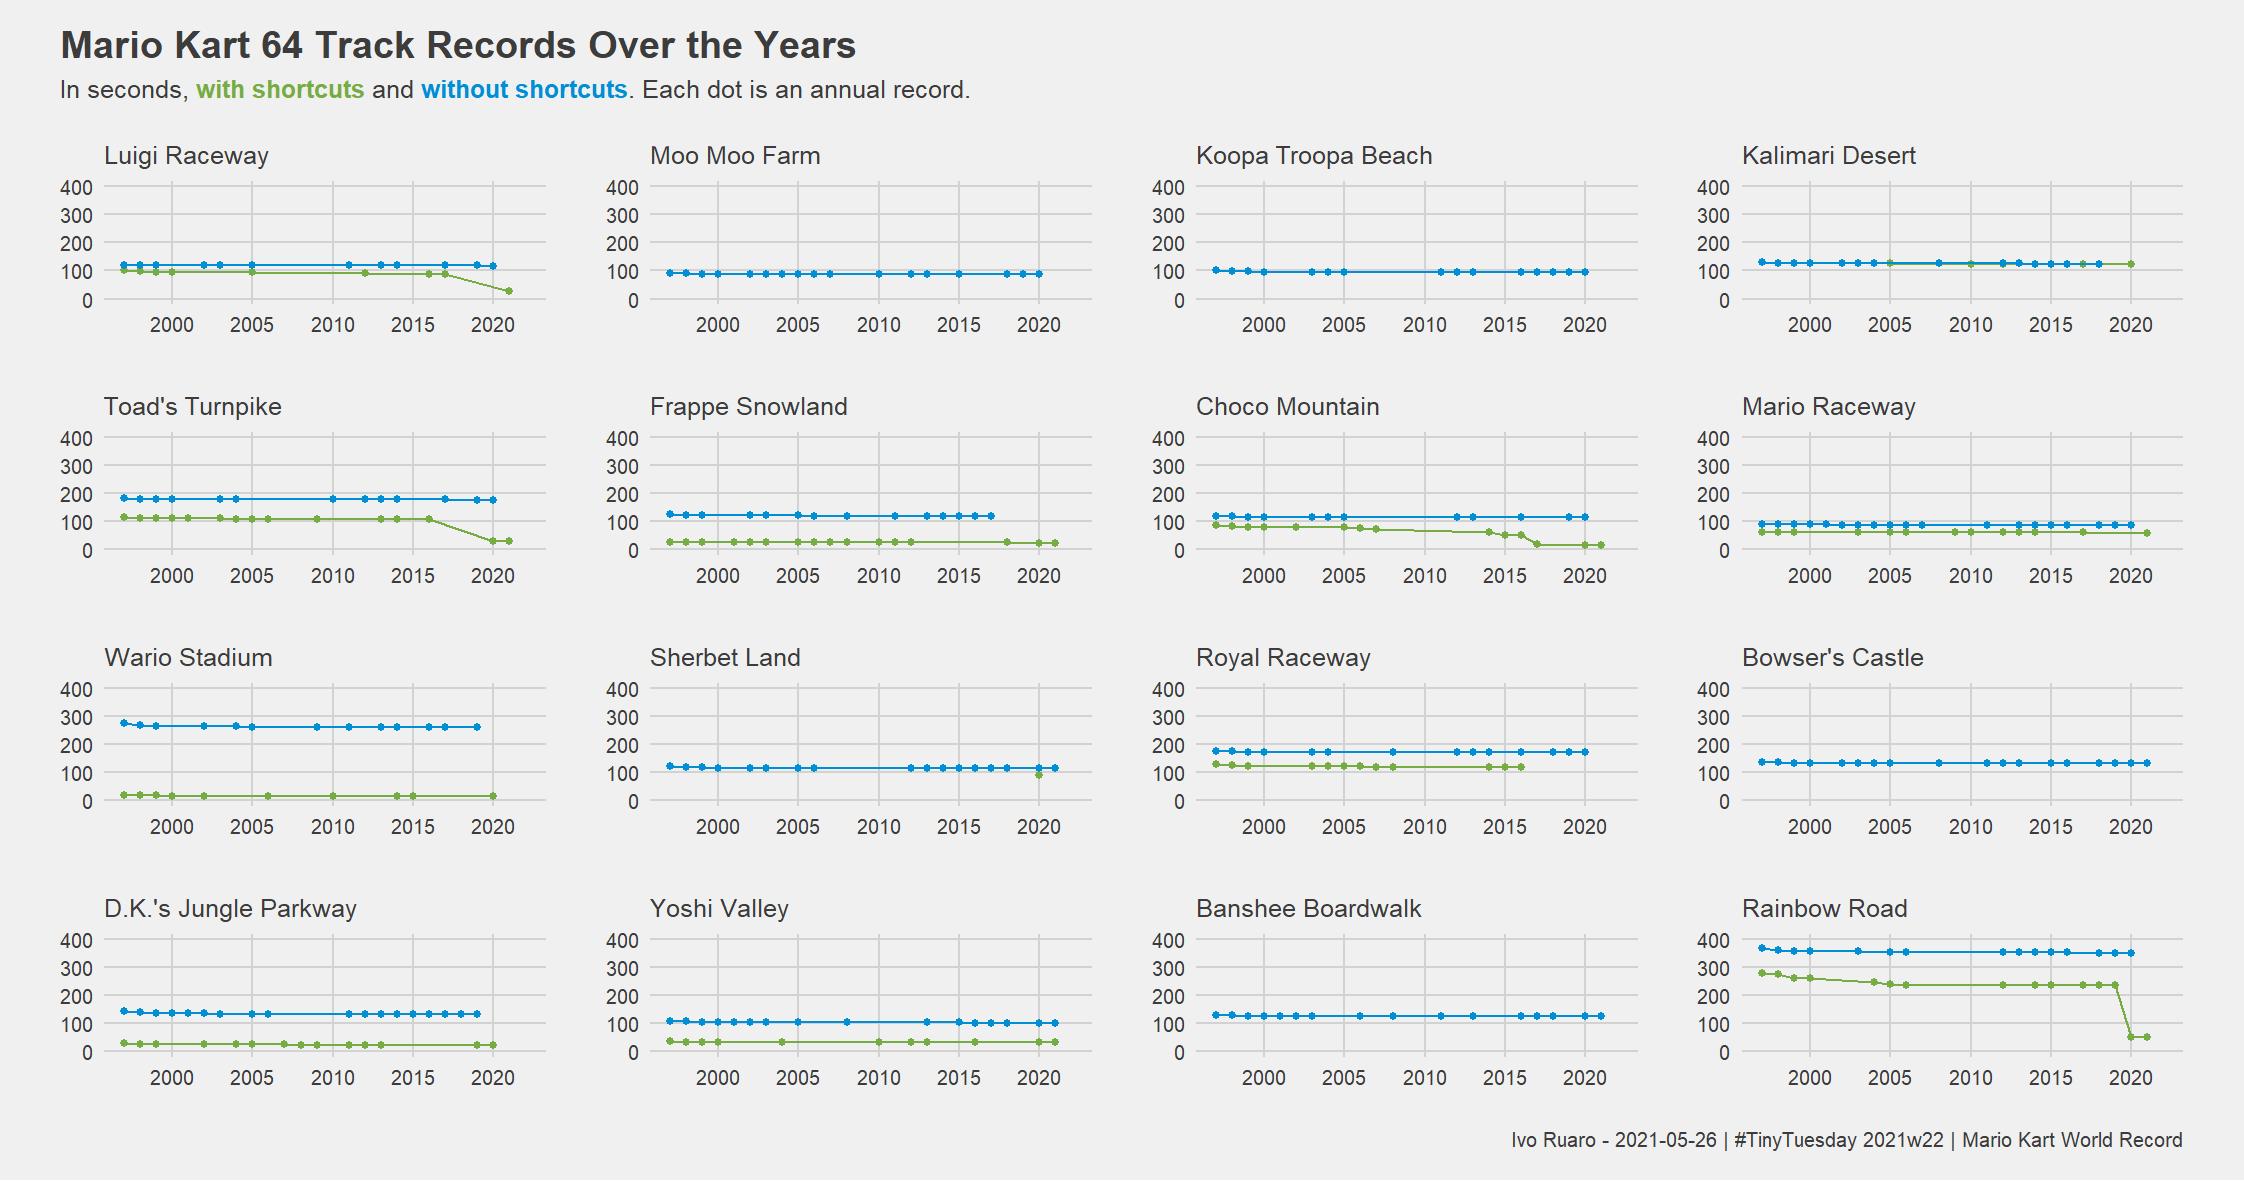 Mario Kart 64 Track Records Over the Years
In seconds, with shortcuts and without shortcuts. Each dot is an annual record.
Luigi Raceway
400
300
200
100
0
2000 2005 2010 2015 2020
Moo Moo Farm
400
300
200
100
0
2000 2005 2010 2015 2020
Koopa Troopa Beach
400
300
200
100
0
2000 2005 2010 2015 2020
Kalimari Desert
400
300
200
100
0
2000 2005 2010 2015 2020
Toad's Turnpike
400
300
200
100
0
2000 2005 2010 2015 2020
Frappe Snowland
400
300
200
100
0
2000 2005 2010 2015 2020
Choco Mountain
400
300
200
100
0
2000 2005 2010 2015 2020
Mario Raceway
400
300
200
100
0
2000 2005 2010 2015 2020
Wario Stadium
400
300
200
100
0
2000 2005 2010 2015 2020
Sherbet Land
400
300
200
100
0
2000 2005 2010 2015 2020
Royal Raceway
400
300
200
100
0
2000 2005 2010 2015 2020
Bowser's Castle
400
300
200
100
0
2000 2005 2010 2015 2020
D.K.'s Jungle Parkway
400
300
200
100
0
2000 2005 2010 2015 2020
Yoshi Valley
400
300
200
100
0
2000 2005 2010 2015 2020
Banshee Boardwalk
400
300
200
100
0
2000 2005 2010 2015 2020
Rainbow Road
400
300
200
100
0
2000 2005 2010 2015 2020
Ivo Ruaro - 2021-05-26 | #TinyTuesday 2021w22 | Mario Kart World Record